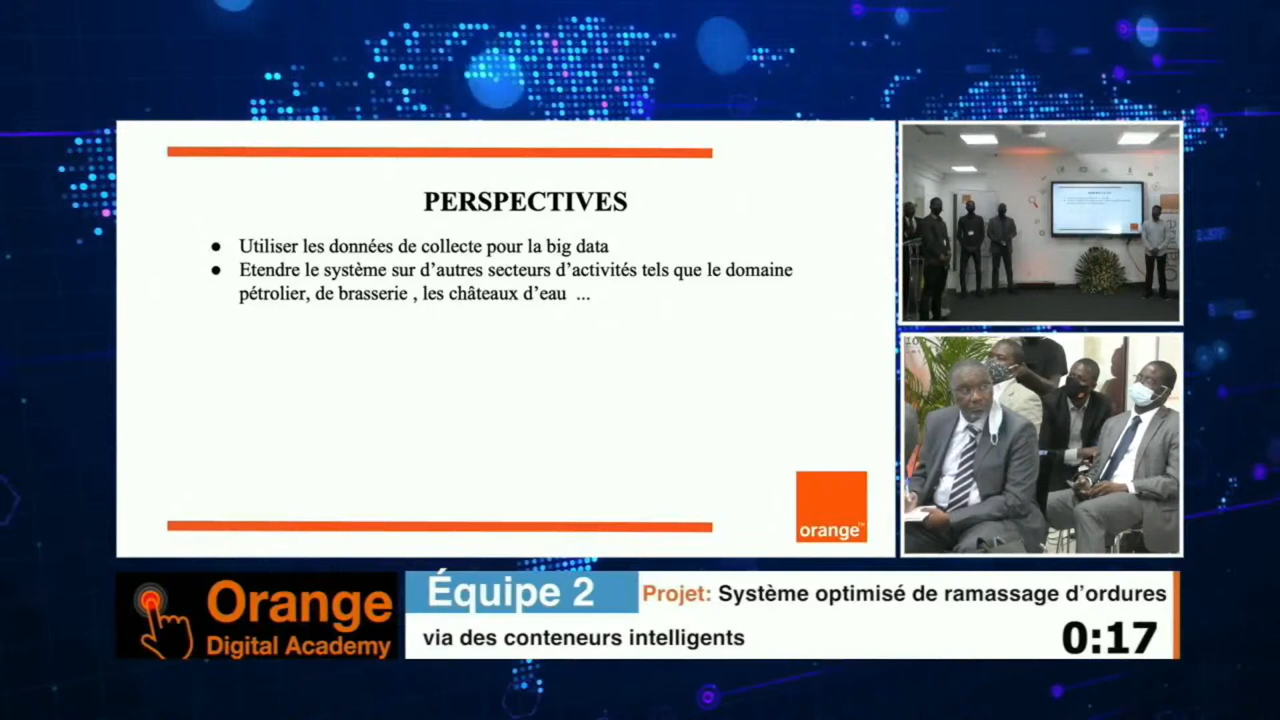 PERSPECTIVES
● Utiliser les données de collecte pour la big data
● Etendre le système sur d’autres secteurs d’activités tels que le domaine
pétrolier, de brasserie , les châteaux d’eau ...
orange™
Orange
Digital Academy
Équipe 2
Projet: Système optimisé de ramassage d’ordures
via des conteneurs intelligents
0:17